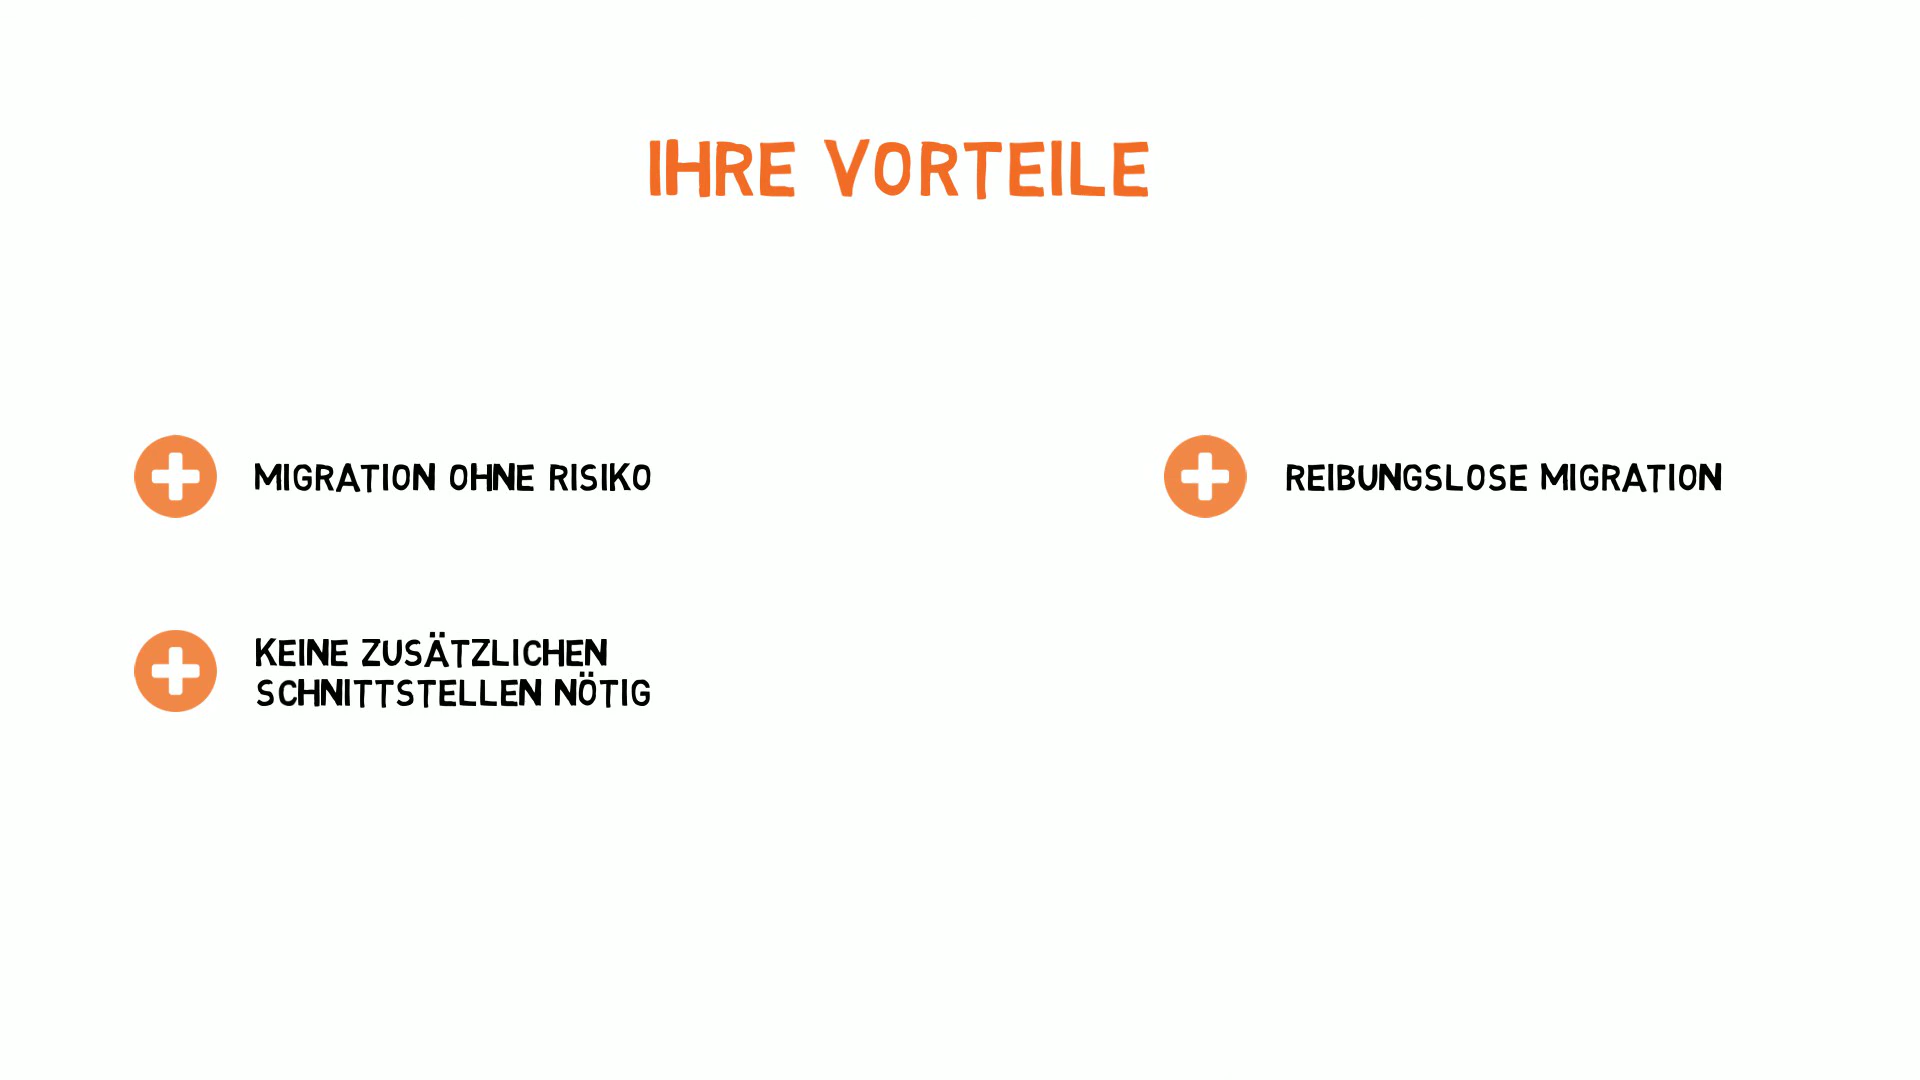 IHRE VORTEILE
MIGRATION OHNE RISIKO
REIBUNGSLOSE MIGRATION
KEINE ZUSÄTZLICHEN
SCHNITTSTELLEN NÖTIG